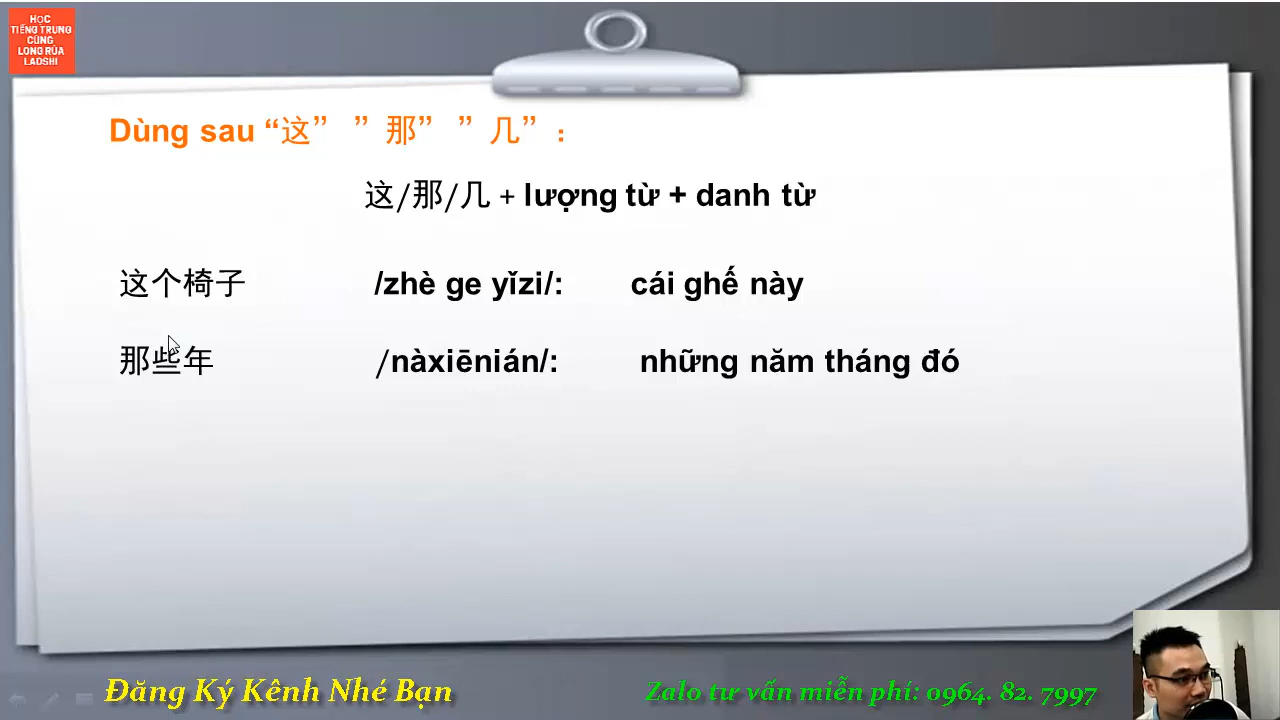 HỌC
TIẾNG TRUNG
CÙNG
LONG RÙA
LAOSHI
Dùng sau “这” ”那” ”几”：
这/那/几 + lượng từ + danh từ
这个椅子 /zhè ge yǐzi/: cái ghế này
那些年 /nàxiēnián/: những năm tháng đó
Đăng Ký Kênh Nhé Bạn
Zalo tư vấn miễn phí: 0964. 82. 7997